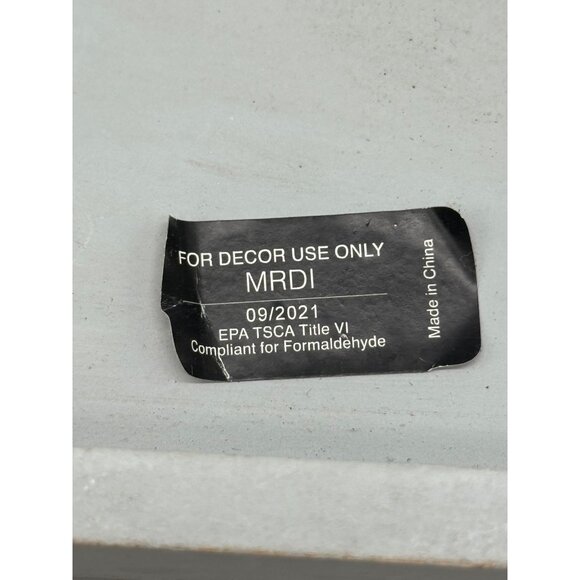 FOR DECOR USE ONLY
MRDI
09/2021
EPA TSCA Title VI
Compliant for Formaldehyde
Made in China